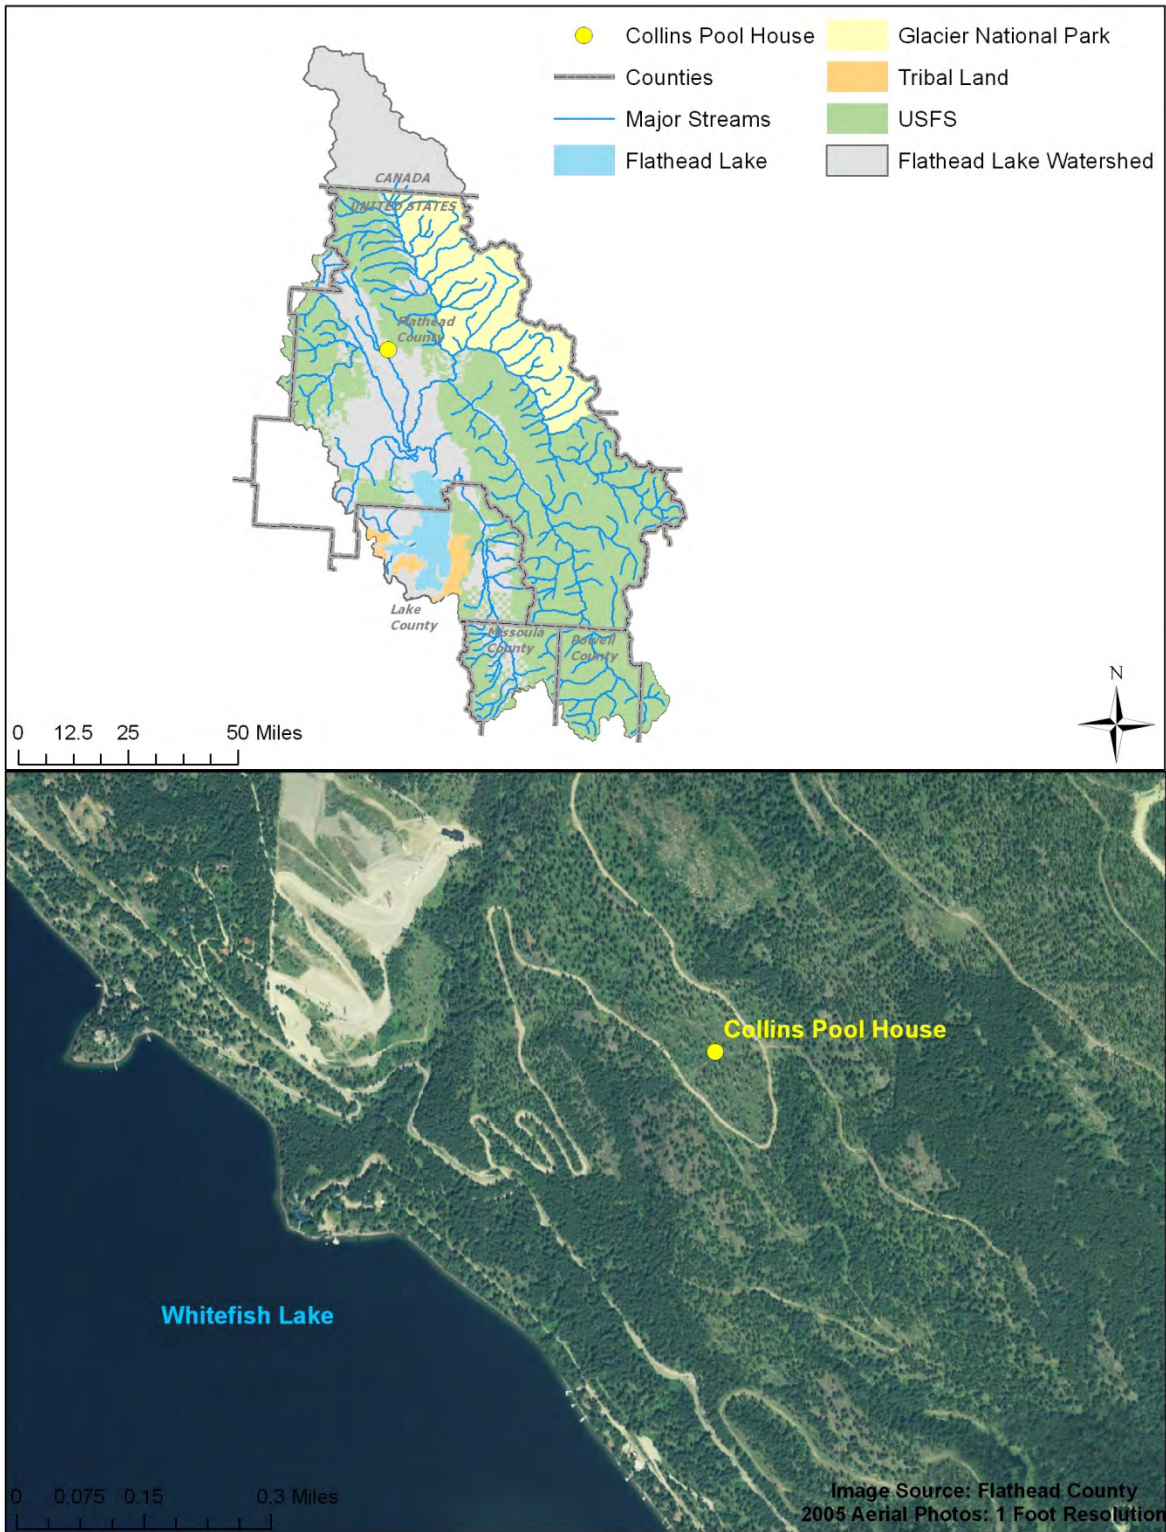 Collins Pool House
Counties
Major Streams
Flathead Lake
Glacier National Park
Tribal Land
USFS
Flathead Lake Watershed
CANADA
UNITED STATES
Flathead
County
Lake
County
Missoula
County
Powell
County
N
0 12.5 25 50 Miles
Collins Pool House
Whitefish Lake
0 0.075 0.15 0.3 Miles
Image Source: Flathead County
2005 Aerial Photos: 1 Foot Resolution